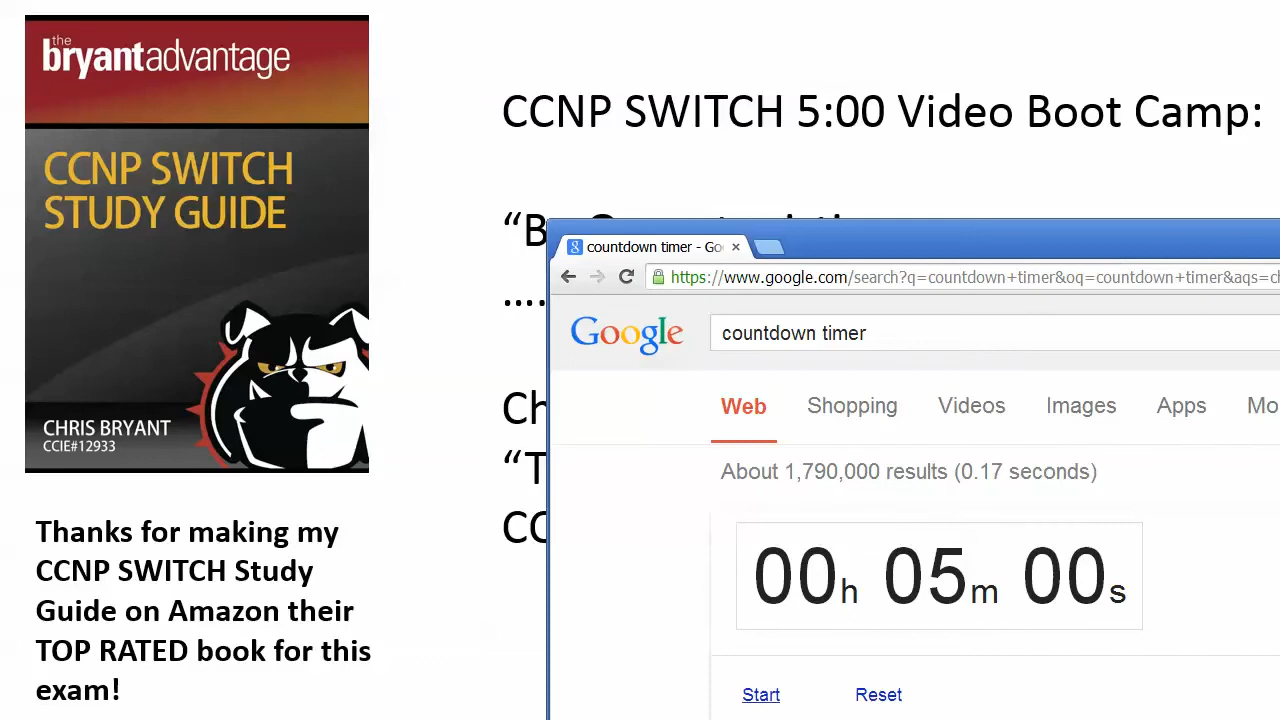 the
bryantadvantage
CCNP SWITCH
STUDY GUIDE
CHRIS BRYANT
CCIE#12933
Thanks for making my
CCNP SWITCH Study
Guide on Amazon their
TOP RATED book for this
exam!
CCNP SWITCH 5:00 Video Boot Camp:
countdown timer - Go
https://www.google.com/search?q=countdown+timer&oq=countdown+timer&aqs=c
Google
countdown timer
Web Shopping Videos Images Apps Mo
About 1,790,000 results (0.17 seconds)
00h 05m 00s
Start Reset